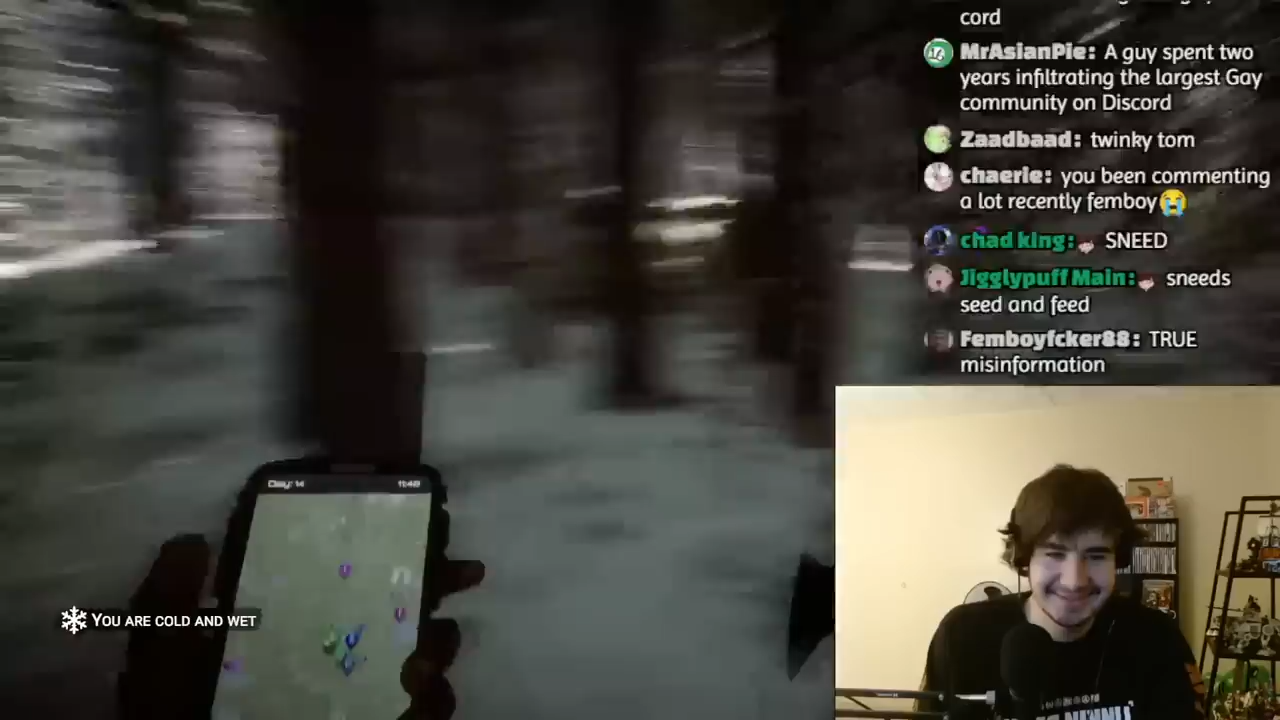 cord
MrAsianPie: A guy spent two
years infiltrating the largest Gay
community on Discord
Zaadbaad: twinky tom
chaerie: you been commenting
a lot recently femboy😭
chad king: SNEED
Jigglypuff Main: sneeds
seed and feed
Femboyfcker88: TRUE
misinformation
Day: 14 11:48
YOU ARE COLD AND WET